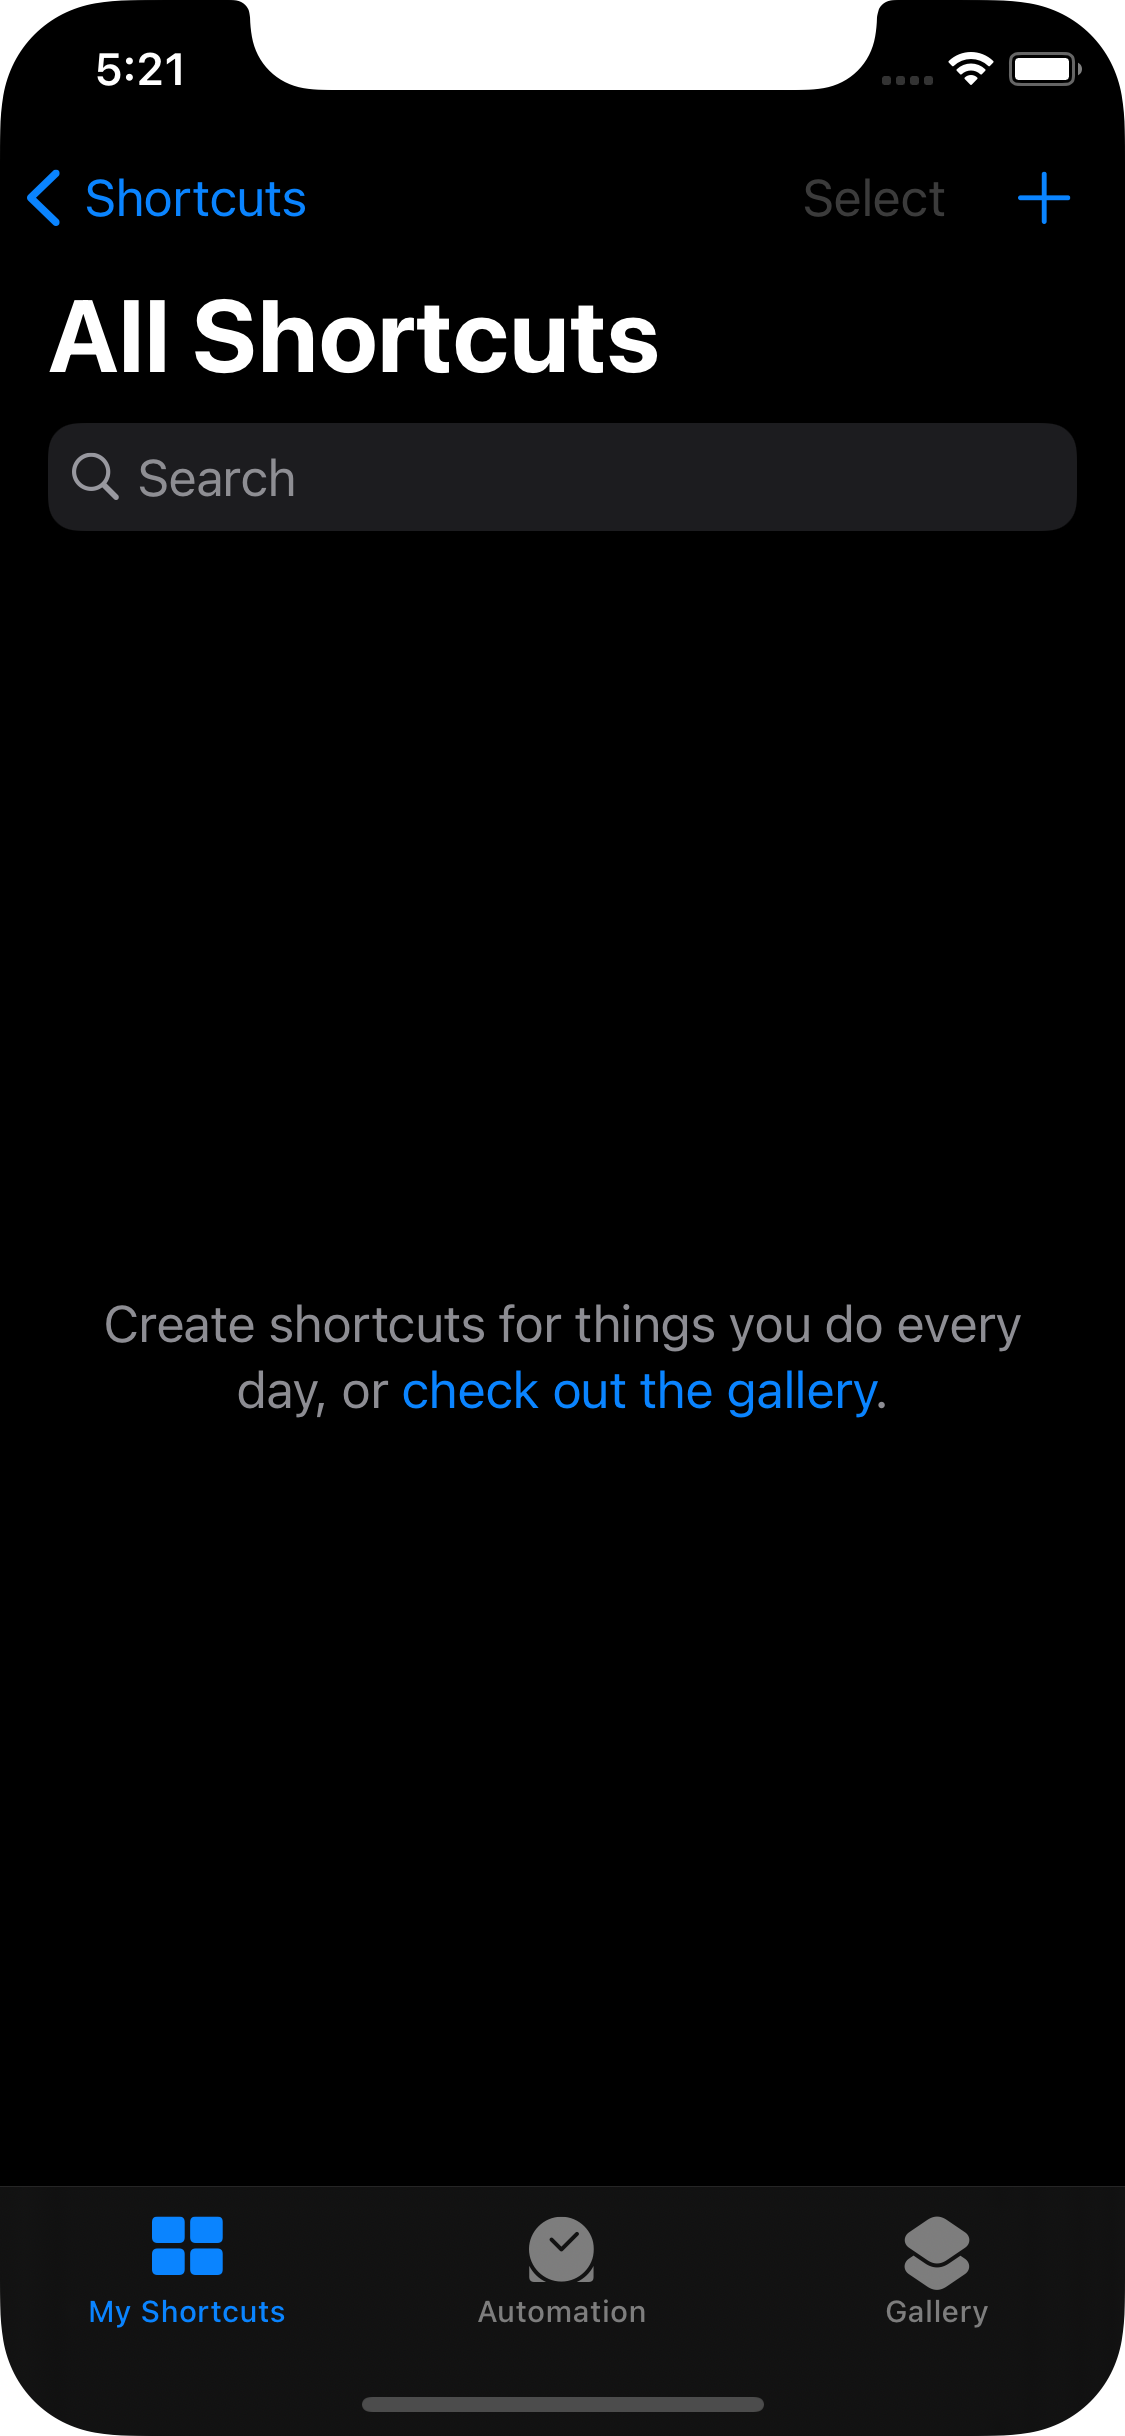 5:21
Shortcuts
Select
All Shortcuts
Search
Create shortcuts for things you do every
day, or check out the gallery.
My Shortcuts
Automation
Gallery